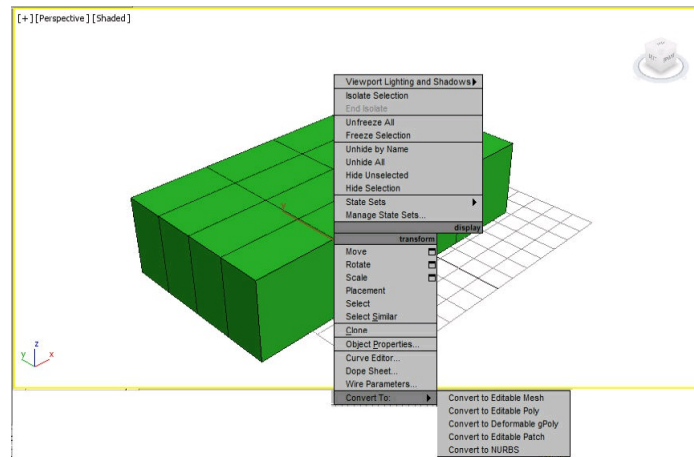 [+] [Perspective] [Shaded]
Viewport Lighting and Shadows
Isolate Selection
End Isolate
Unfreeze All
Freeze Selection
Unhide by Name
Unhide All
Hide Unselected
Hide Selection
State Sets
Manage State Sets...
display
transform
Move
Rotate
Scale
Placement
Select
Select Similar
Clone
Object Properties...
Curve Editor...
Dope Sheet...
Wire Parameters...
Convert To:
Convert to Editable Mesh
Convert to Editable Poly
Convert to Deformable gPoly
Convert to Editable Patch
Convert to NURBS
z
y
x